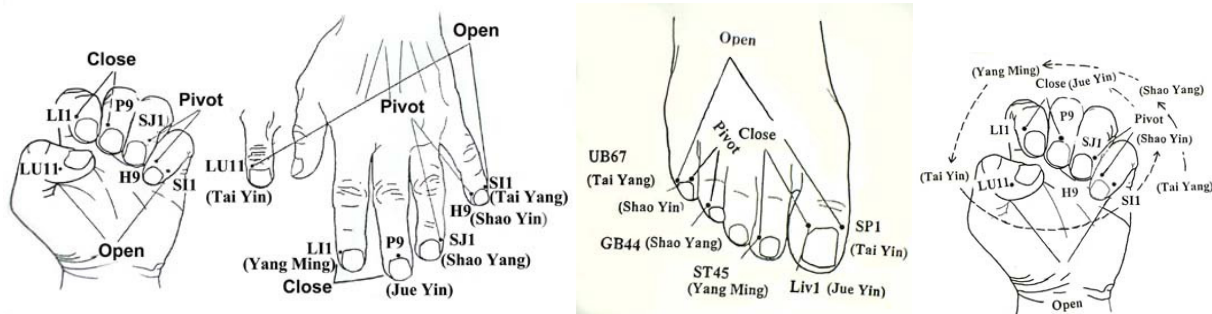 Close
P9
Pivot
LI1
SJ1
LU11
H9
SI1
Open
Open
Pivot
LU11
(Tai Yin)
SI1
(Tai Yang)
H9
(Shao Yin)
LI1
(Yang Ming)
P9
SJ1
(Shao Yang)
Close
(Jue Yin)
Open
Pivot
Close
UB67
(Tai Yang)
(Shao Yin)
GB44 (Shao Yang)
SP1
(Tai Yin)
ST45
(Yang Ming)
Liv1 (Jue Yin)
(Yang Ming)
Close (Jue Yin)
(Shao Yang)
P9
Pivot
LI1
(Shao Yin)
SJ1
(Tai Yin)
LU11
H9
(Tai Yang)
SI1
Open